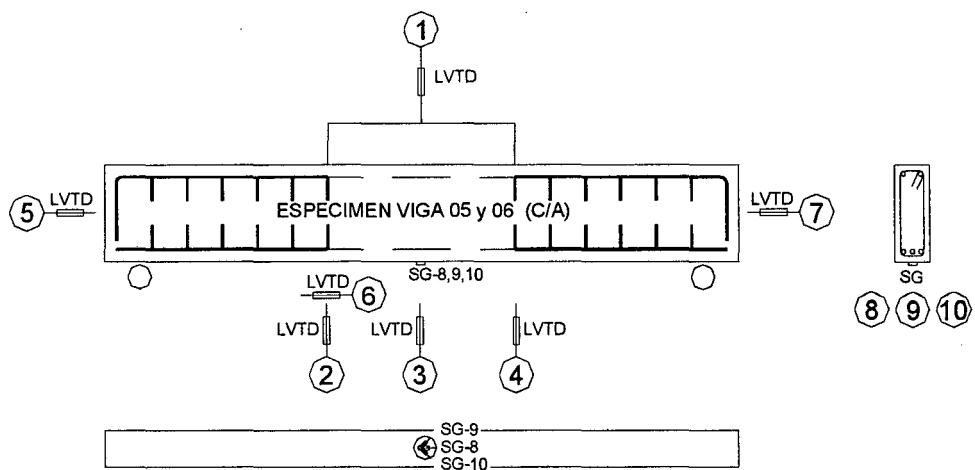 1
LVTD
LVTD
5
ESPECIMEN VIGA 05 y 06 (C/A)
LVTD
7
SG-8,9,10
SG
LVTD
6
8 9 10
LVTD
LVTD
2
3
4
SG-9
SG-8
SG-10